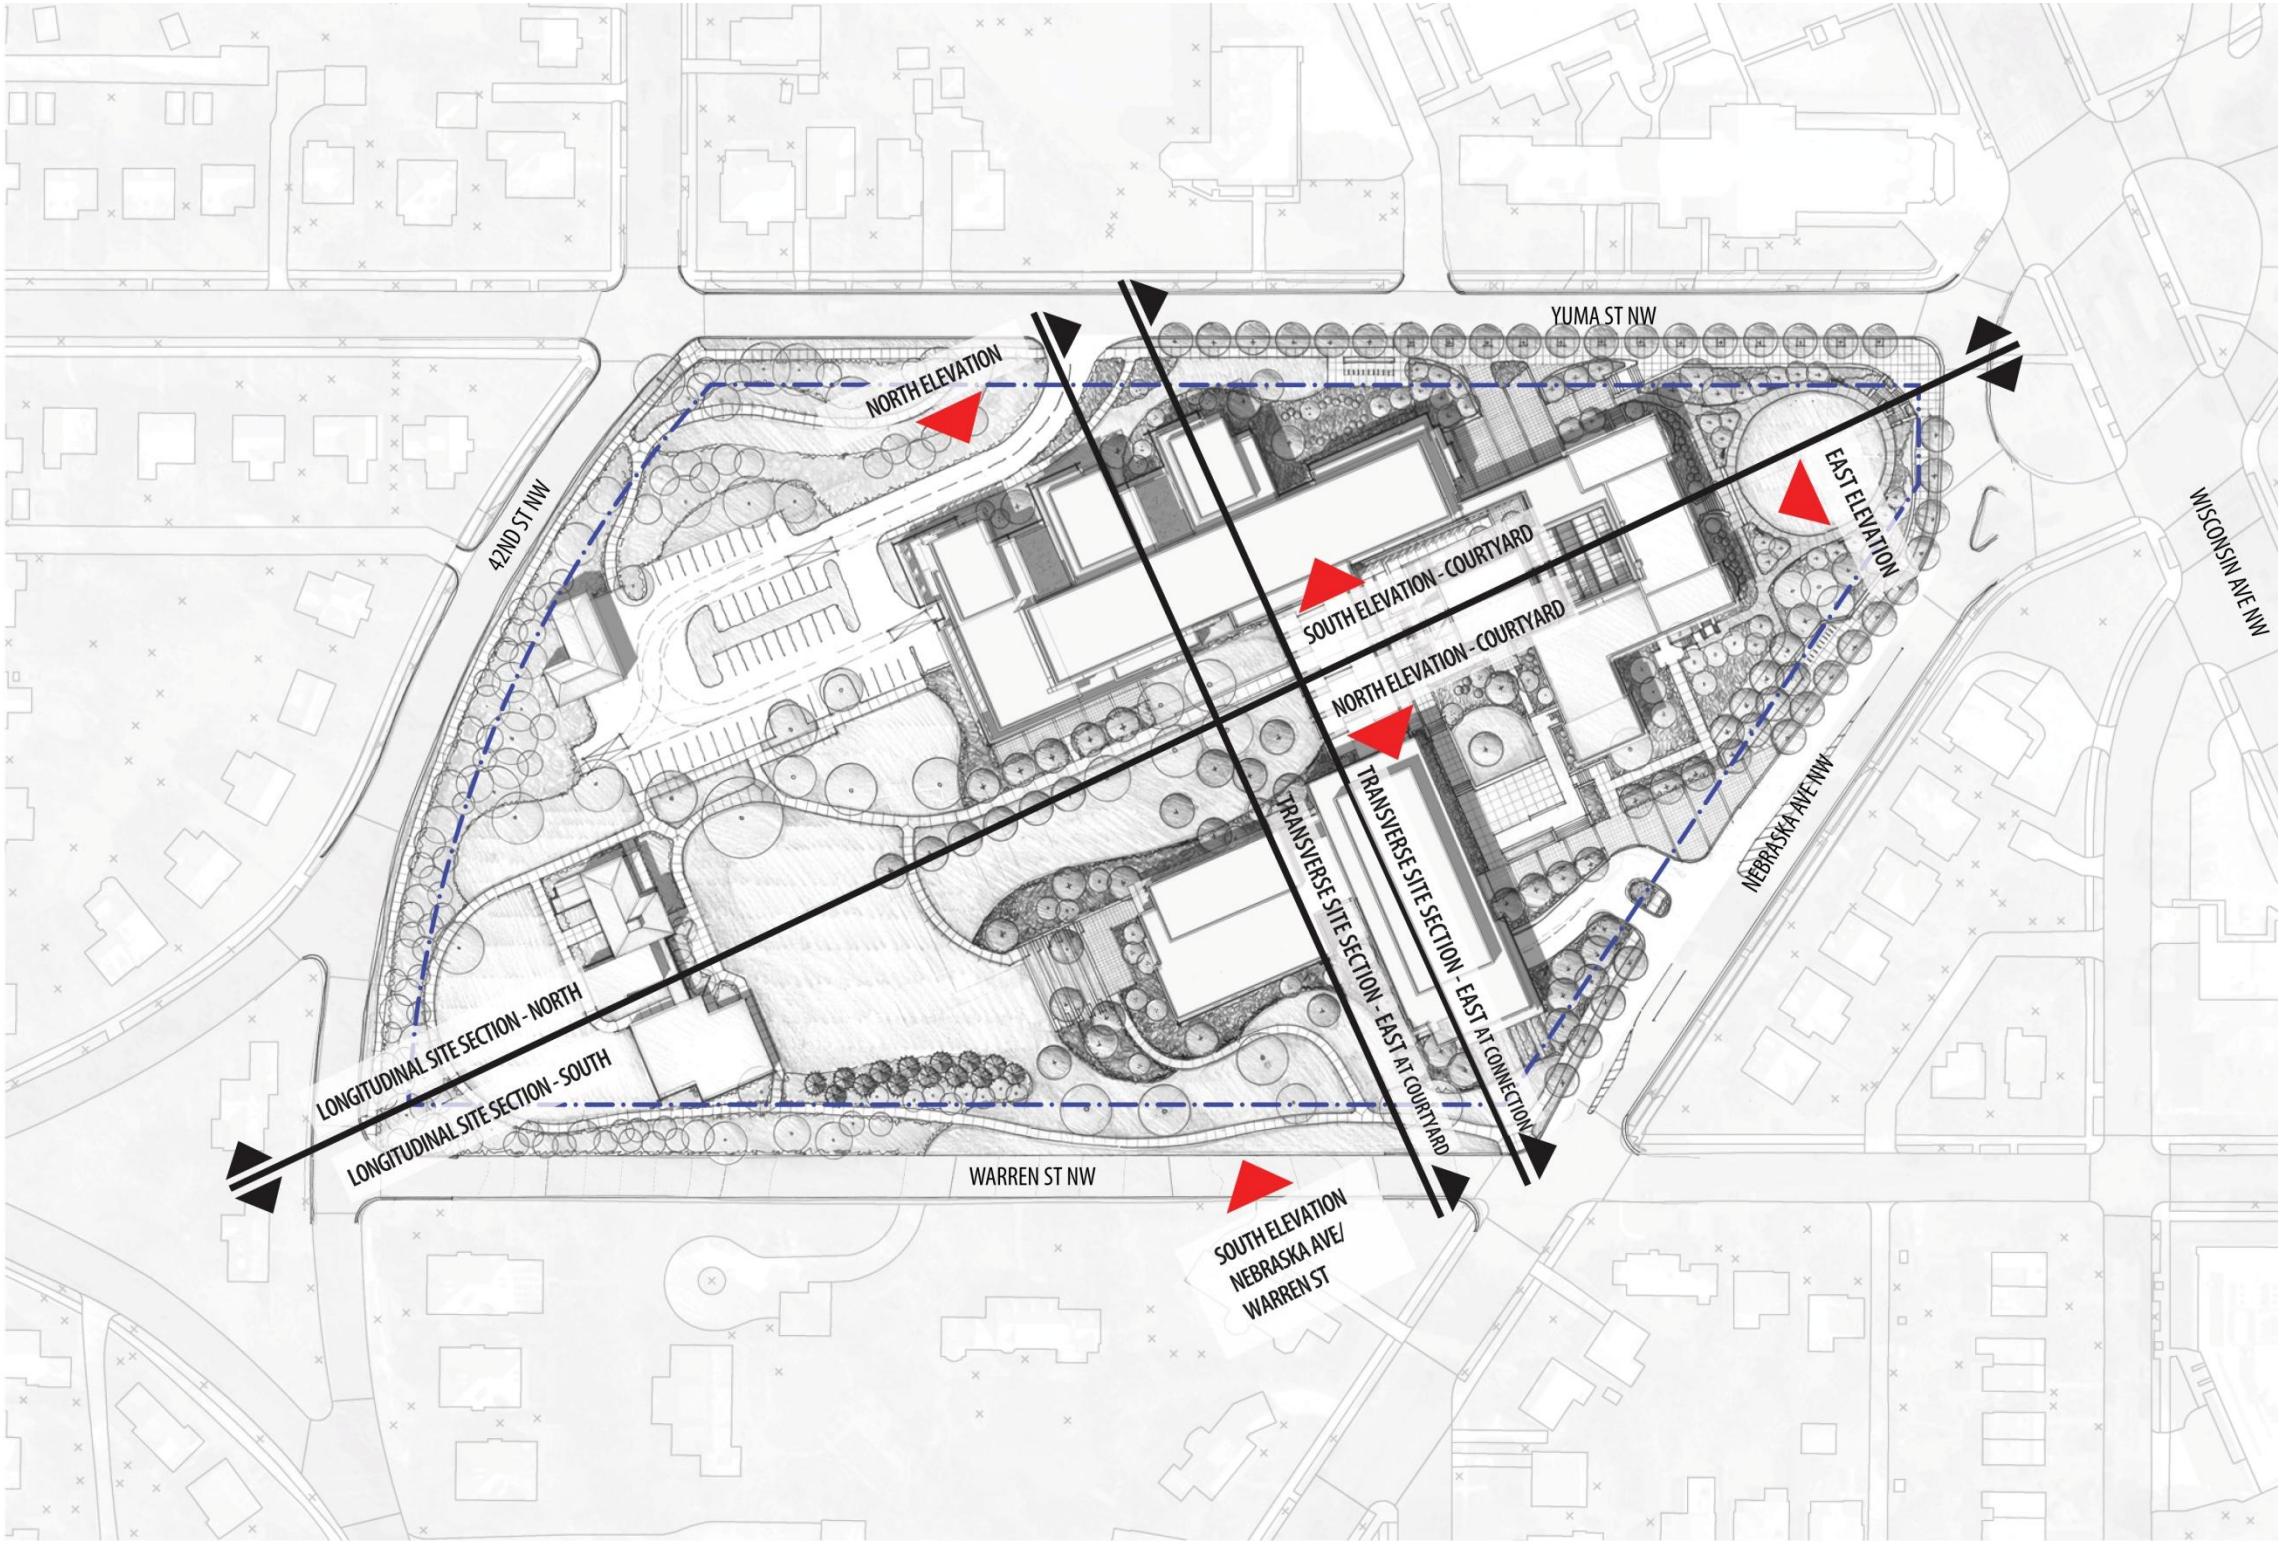 YUMA ST NW
NORTH ELEVATION
EAST ELEVATION
42ND ST NW
WISCONSIN AVE NW
SOUTH ELEVATION - COURTYARD
NORTH ELEVATION - COURTYARD
TRANSVERSE SITE SECTION - EAST AT COURTYARD
TRANSVERSE SITE SECTION - EAST AT CONNECTION
NEBRASKA AVE NW
LONGITUDINAL SITE SECTION - NORTH
LONGITUDINAL SITE SECTION - SOUTH
WARREN ST NW
SOUTH ELEVATION
NEBRASKA AVE/
WARREN ST